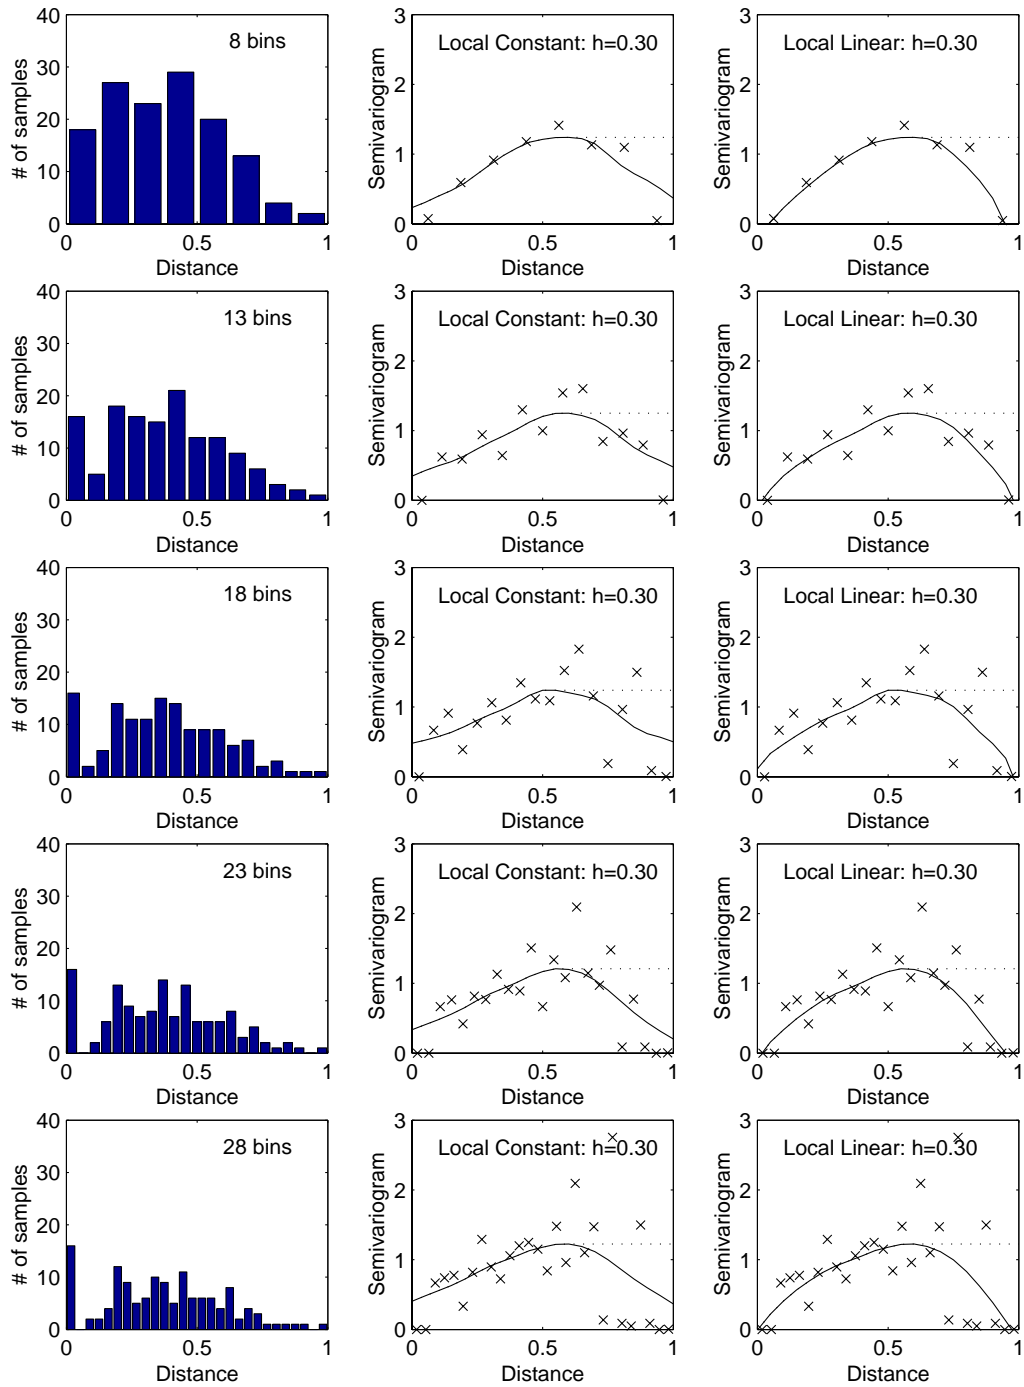 40
30
20
10
0
# of samples
8 bins
0 0.5 1
Distance
3
2
1
0
Semivariogram
Local Constant: h=0.30
0 0.5 1
Distance
3
2
1
0
Semivariogram
Local Linear: h=0.30
0 0.5 1
Distance
40
30
20
10
0
# of samples
13 bins
0 0.5 1
Distance
3
2
1
0
Semivariogram
Local Constant: h=0.30
0 0.5 1
Distance
3
2
1
0
Semivariogram
Local Linear: h=0.30
0 0.5 1
Distance
40
30
20
10
0
# of samples
18 bins
0 0.5 1
Distance
3
2
1
0
Semivariogram
Local Constant: h=0.30
0 0.5 1
Distance
3
2
1
0
Semivariogram
Local Linear: h=0.30
0 0.5 1
Distance
40
30
20
10
0
# of samples
23 bins
0 0.5 1
Distance
3
2
1
0
Semivariogram
Local Constant: h=0.30
0 0.5 1
Distance
3
2
1
0
Semivariogram
Local Linear: h=0.30
0 0.5 1
Distance
40
30
20
10
0
# of samples
28 bins
0 0.5 1
Distance
3
2
1
0
Semivariogram
Local Constant: h=0.30
0 0.5 1
Distance
3
2
1
0
Semivariogram
Local Linear: h=0.30
0 0.5 1
Distance